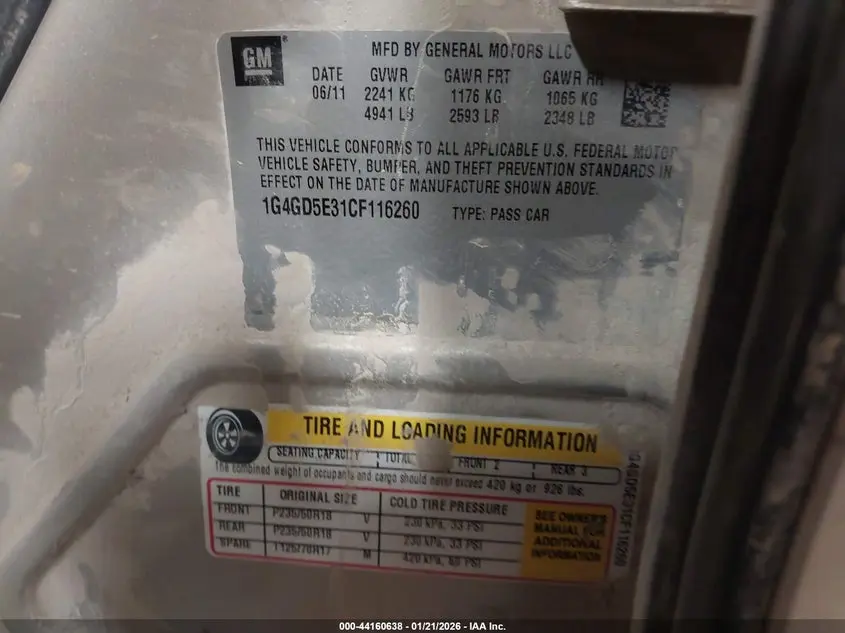 GM ®
MFD BY GENERAL MOTORS LLC
DATE GVWR GAWR FRT GAWR RR
06/11 2241 KG 1176 KG 1065 KG
4941 LB 2593 LB 2348 LB
THIS VEHICLE CONFORMS TO ALL APPLICABLE U.S. FEDERAL MOTOR
VEHICLE SAFETY, BUMPER, AND THEFT PREVENTION STANDARDS IN
EFFECT ON THE DATE OF MANUFACTURE SHOWN ABOVE.
1G4GD5E31CF116260 TYPE: PASS CAR
TIRE AND LOADING INFORMATION
SEATING CAPACITY TOTAL FRONT 2 REAR 3
The combined weight of occupants and cargo should never exceed 420 kg or 926 lbs.
TIRE ORIGINAL SIZE COLD TIRE PRESSURE
FRONT P235/50R18 V 230 kPa, 33 PSI
REAR P235/50R18 V 230 kPa, 33 PSI
SPARE T125/70R17 M 420 kPa, 60 PSI
SEE OWNER'S
MANUAL FOR
ADDITIONAL
INFORMATION
1G4GD5E31CF116260
000-44160638 - 01/21/2026 - IAA Inc.